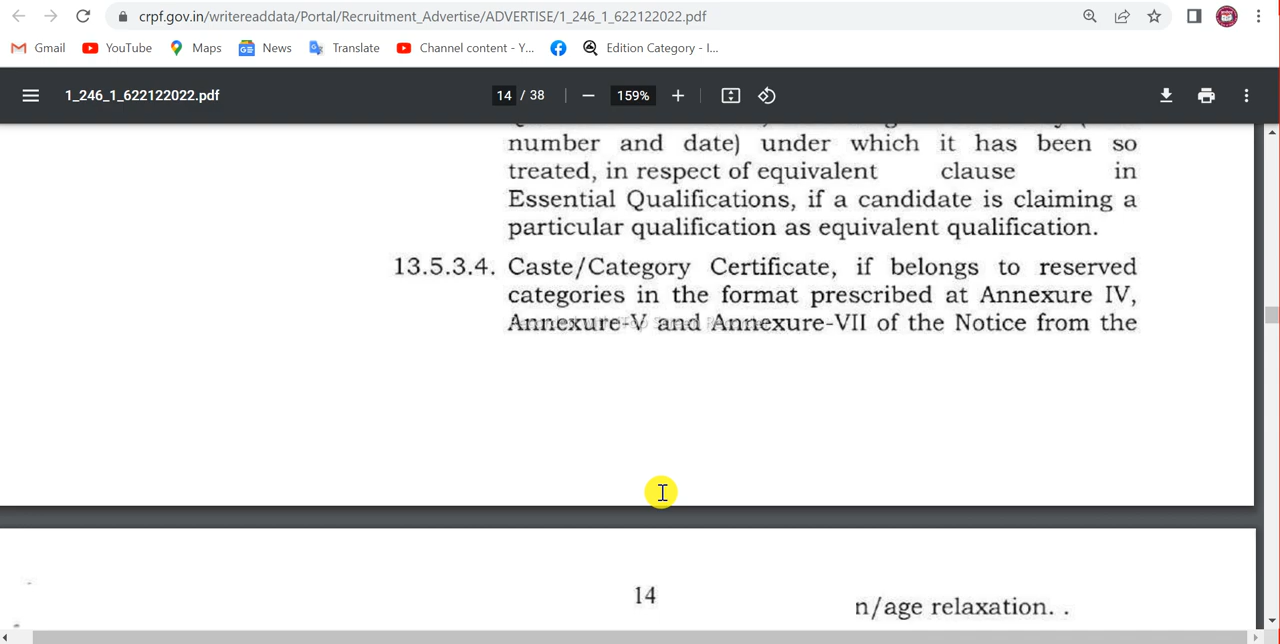 crpf.gov.in/writereaddata/Portal/Recruitment_Advertise/ADVERTISE/1_246_1_622122022.pdf
Gmail YouTube Maps News Translate Channel content - Y... Edition Category - I...
1_246_1_622122022.pdf 14 / 38 159%
number and date) under which it has been so
treated, in respect of equivalent clause in
Essential Qualifications, if a candidate is claiming a
particular qualification as equivalent qualification.
13.5.3.4. Caste/Category Certificate, if belongs to reserved
categories in the format prescribed at Annexure IV,
Annexure-V and Annexure-VII of the Notice from the
14
n/age relaxation. .